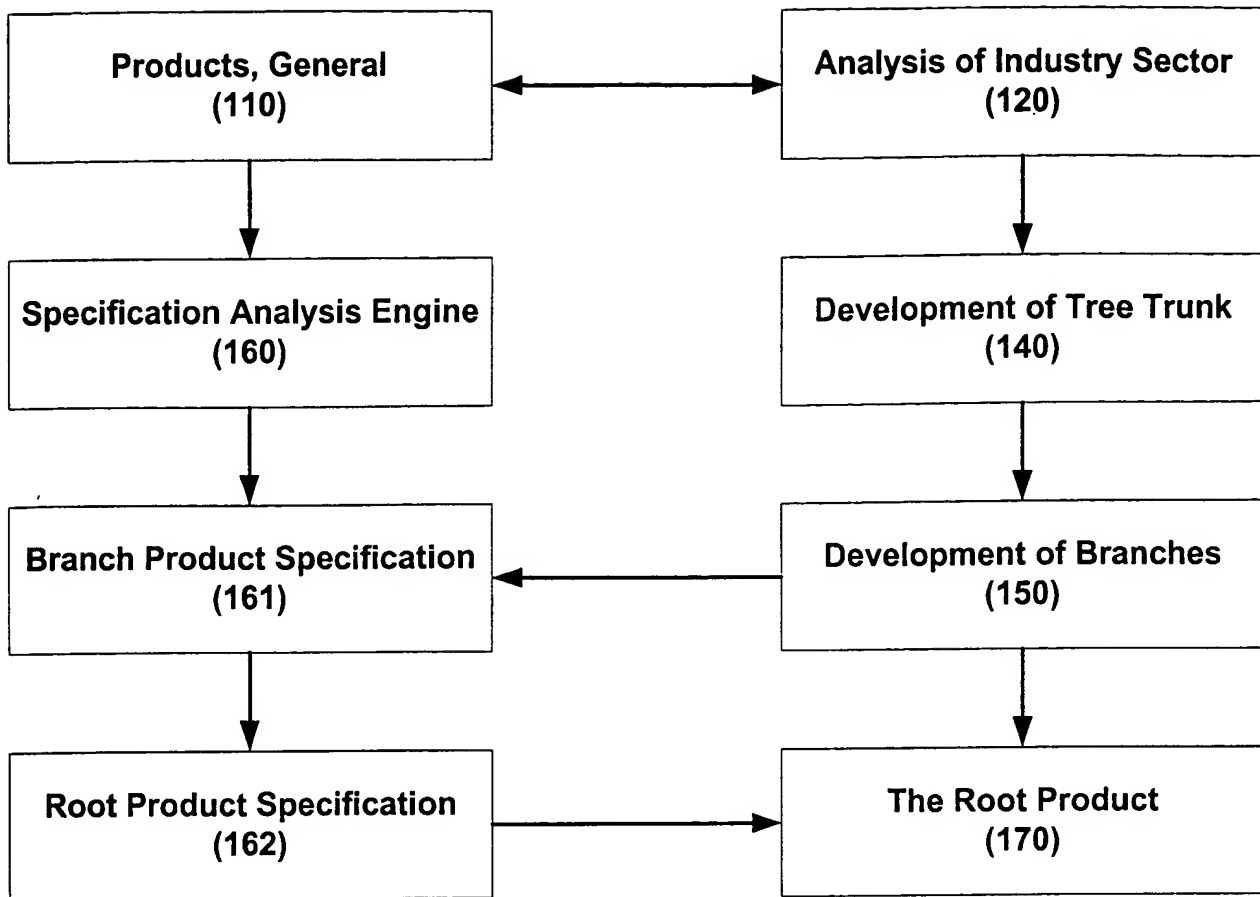 Products, General
(110)
Analysis of Industry Sector
(120)
Specification Analysis Engine
(160)
Development of Tree Trunk
(140)
Branch Product Specification
(161)
Development of Branches
(150)
Root Product Specification
(162)
The Root Product
(170)